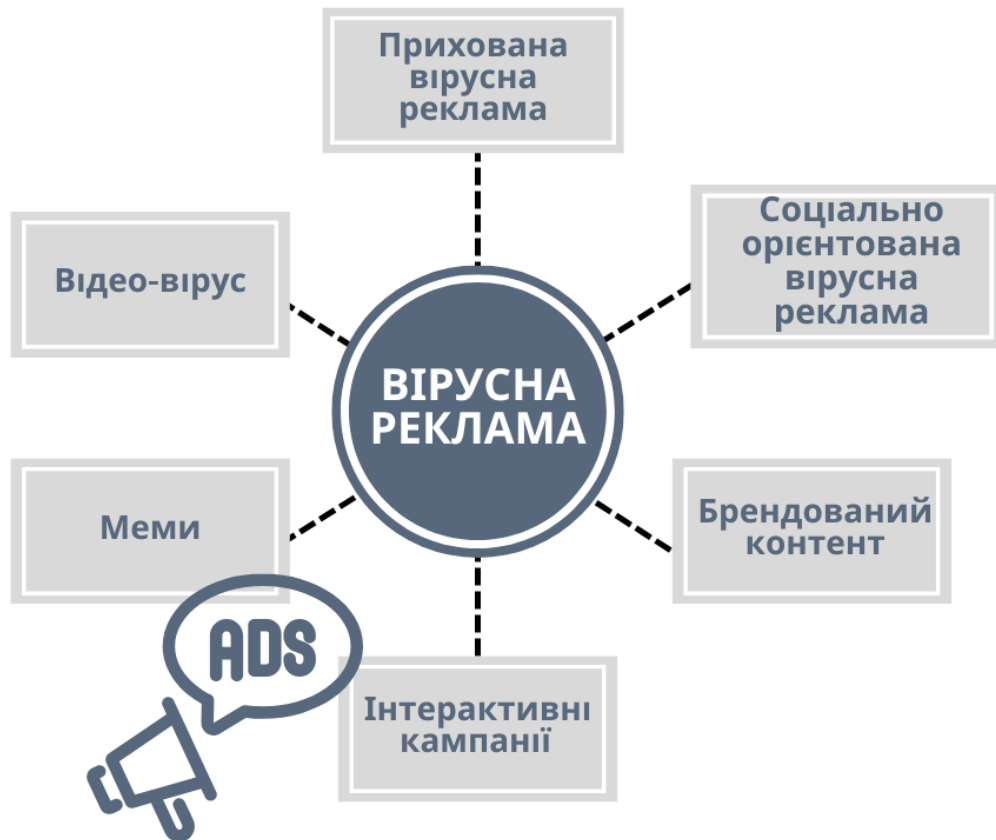 Прихована
вірусна
реклама
Соціально
орієнтована
вірусна
реклама
Відео-вірус
ВІРУСНА
РЕКЛАМА
Меми
Брендований
контент
ADS
Інтерактивні
кампанії